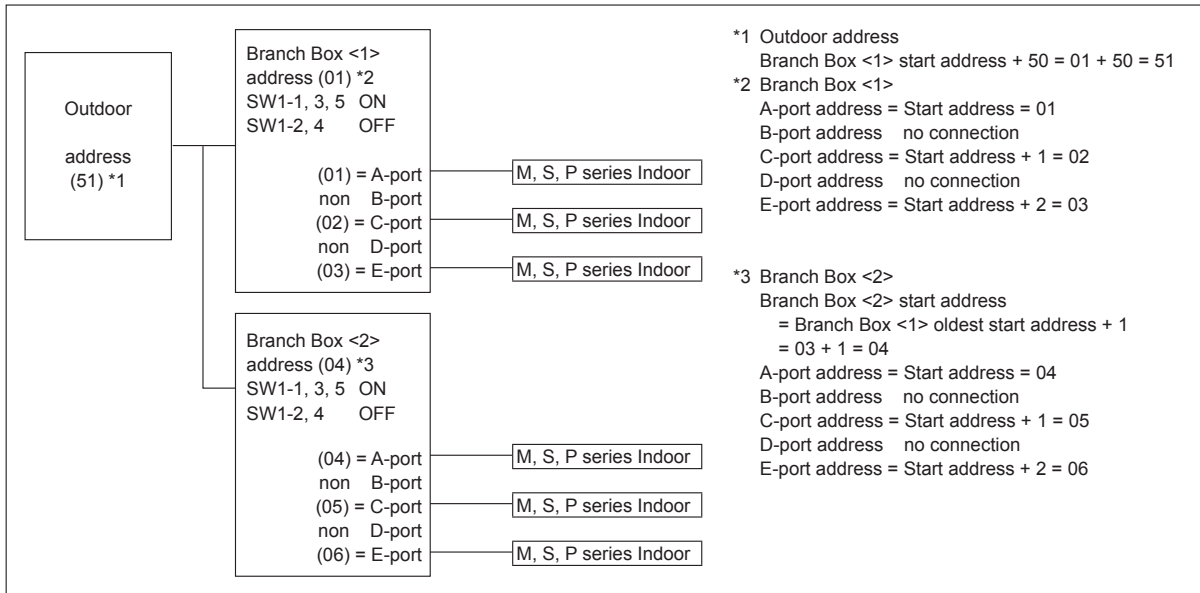 Outdoor
address
(51) *1
Branch Box <1>
address (01) *2
SW1-1, 3, 5 ON
SW1-2, 4 OFF
(01) = A-port
non B-port
(02) = C-port
non D-port
(03) = E-port
M, S, P series Indoor
M, S, P series Indoor
M, S, P series Indoor
Branch Box <2>
address (04) *3
SW1-1, 3, 5 ON
SW1-2, 4 OFF
(04) = A-port
non B-port
(05) = C-port
non D-port
(06) = E-port
M, S, P series Indoor
M, S, P series Indoor
M, S, P series Indoor
*1 Outdoor address
Branch Box <1> start address + 50 = 01 + 50 = 51
*2 Branch Box <1>
A-port address = Start address = 01
B-port address no connection
C-port address = Start address + 1 = 02
D-port address no connection
E-port address = Start address + 2 = 03
*3 Branch Box <2>
Branch Box <2> start address
= Branch Box <1> oldest start address + 1
= 03 + 1 = 04
A-port address = Start address = 04
B-port address no connection
C-port address = Start address + 1 = 05
D-port address no connection
E-port address = Start address + 2 = 06